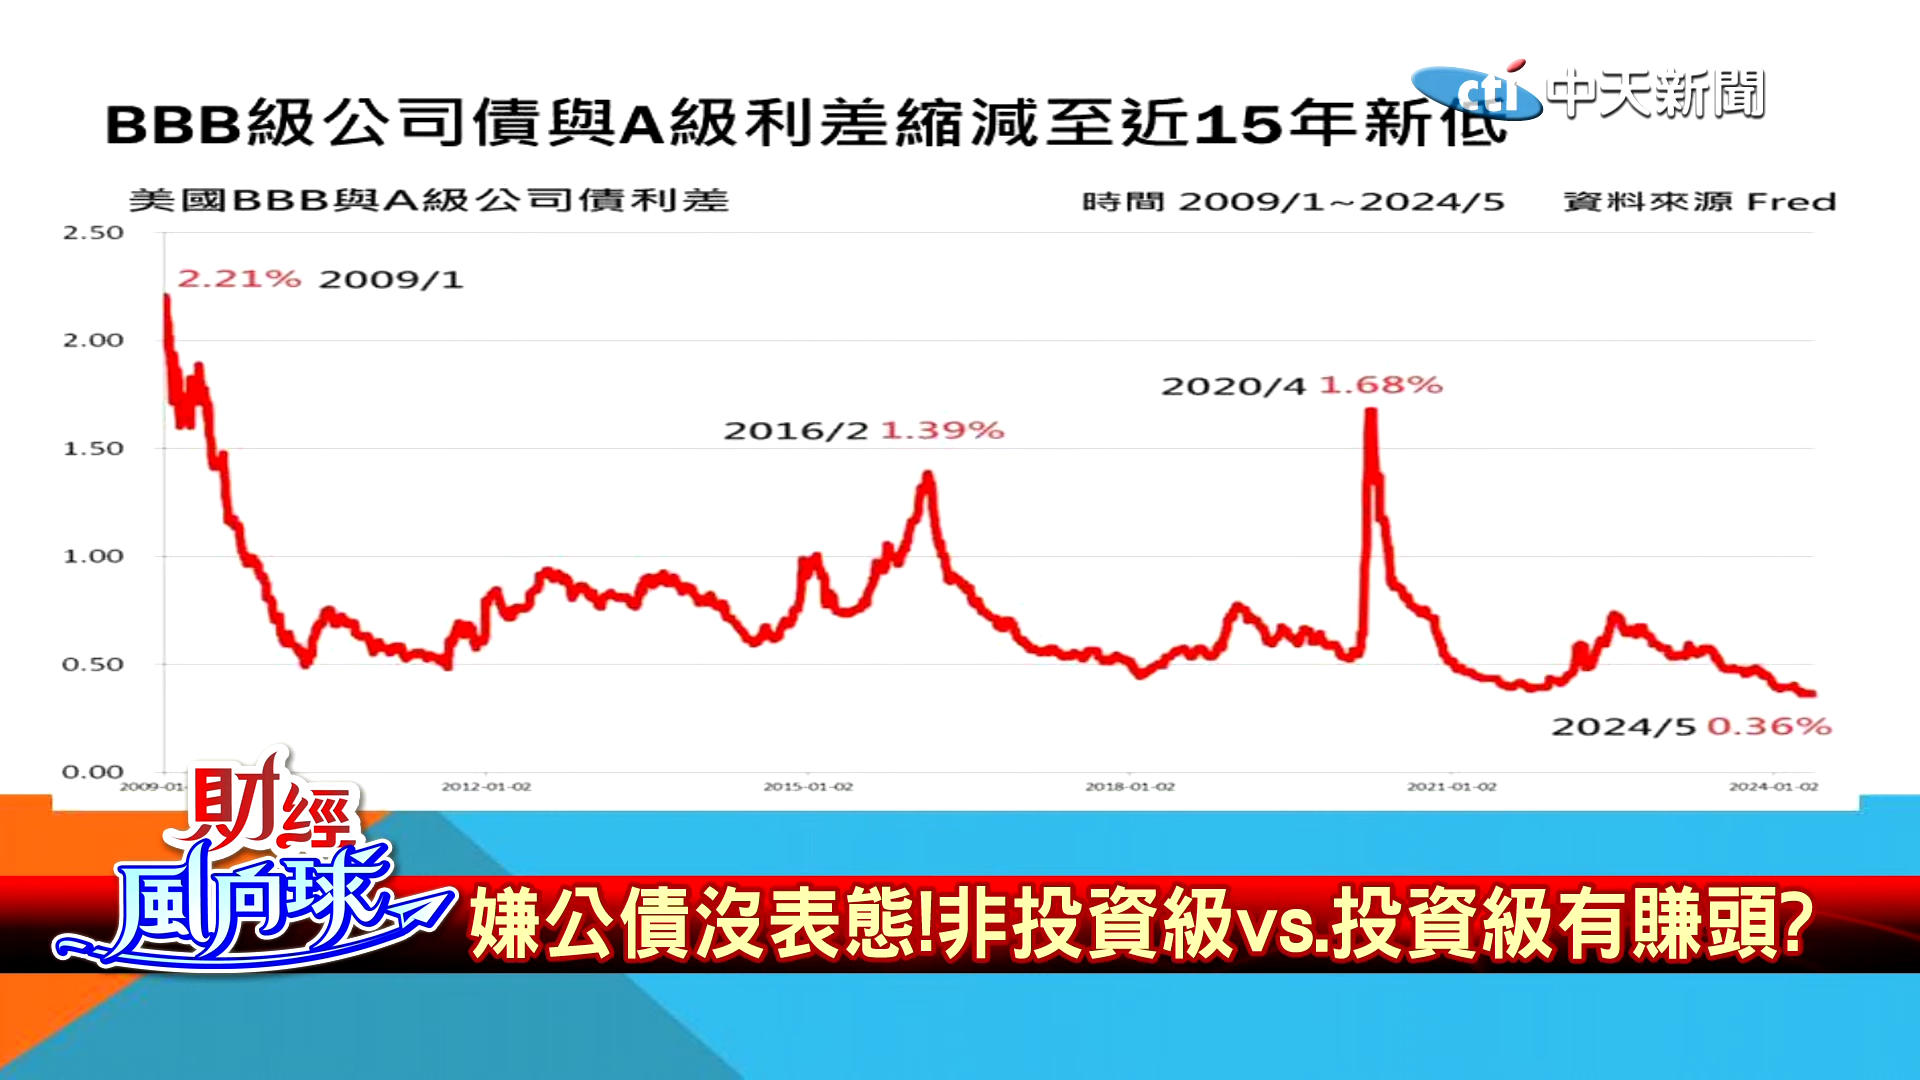 cti 中天新聞
BBB級公司債與A級利差縮減至近15年新低
美國BBB與A級公司債利差
時間 2009/1~2024/5 資料來源 Fred
2.50
2.21% 2009/1
2.00
2020/4 1.68%
2016/2 1.39%
1.50
1.00
0.50
2024/5 0.36%
0.00
2009-01- 2012-01-02 2015-01-02 2018-01-02 2021-01-02 2024-01-02
財經
風向球
嫌公債沒表態!非投資級vs.投資級有賺頭?